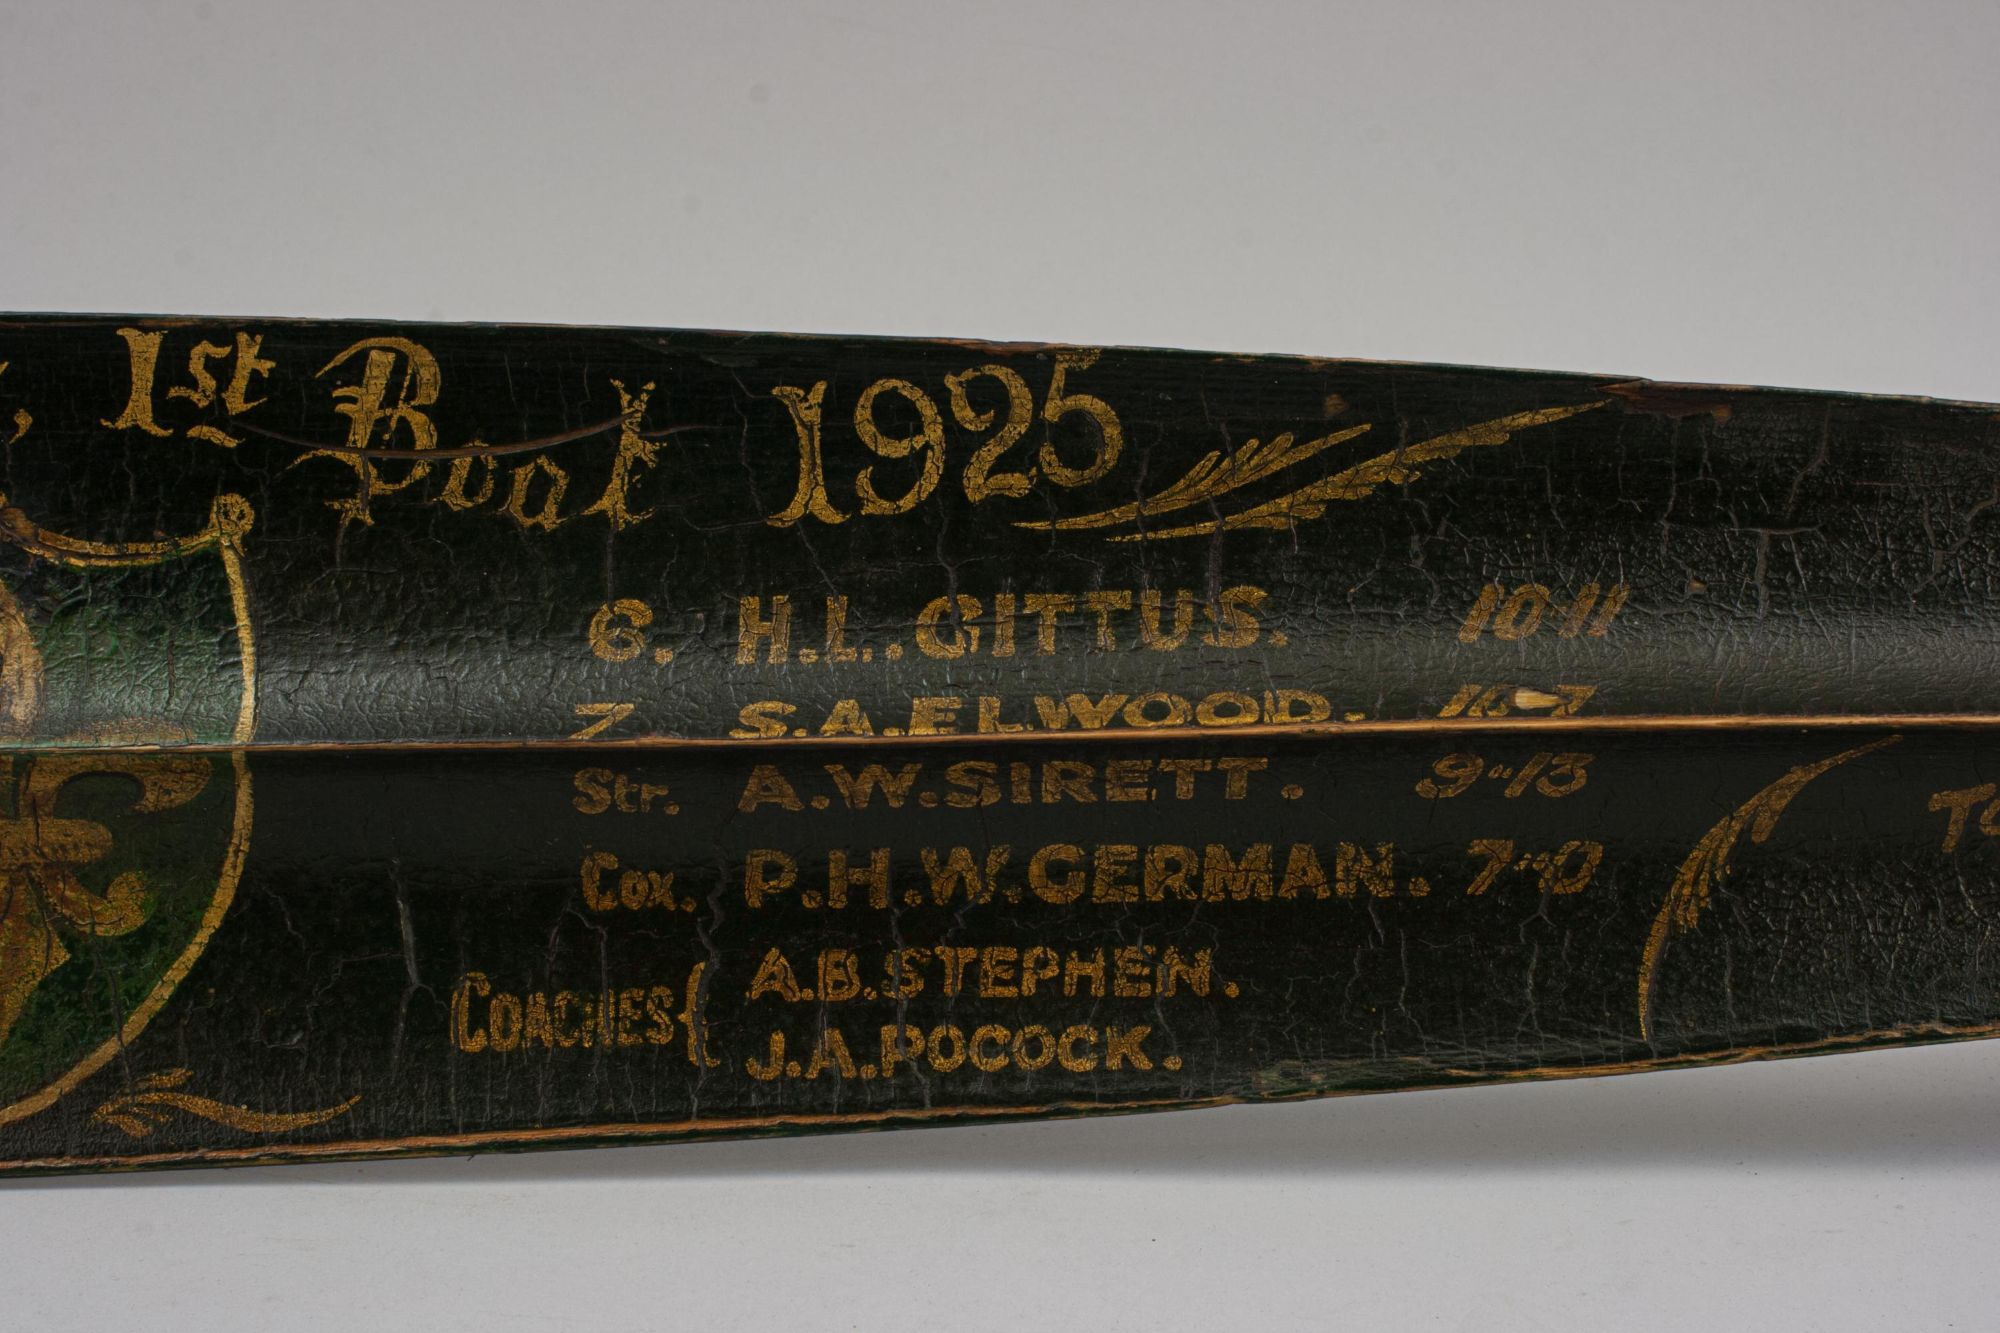 , 1st Boat 1925
6. H.L. GITTUS. 10·11
7 S.A. ELWOOD.
Str. A.W. SIRETT. 9"13
Cox. P.H.W. GERMAN. 7"0
COACHES { A.B. STEPHEN.
J.A. POCOCK.